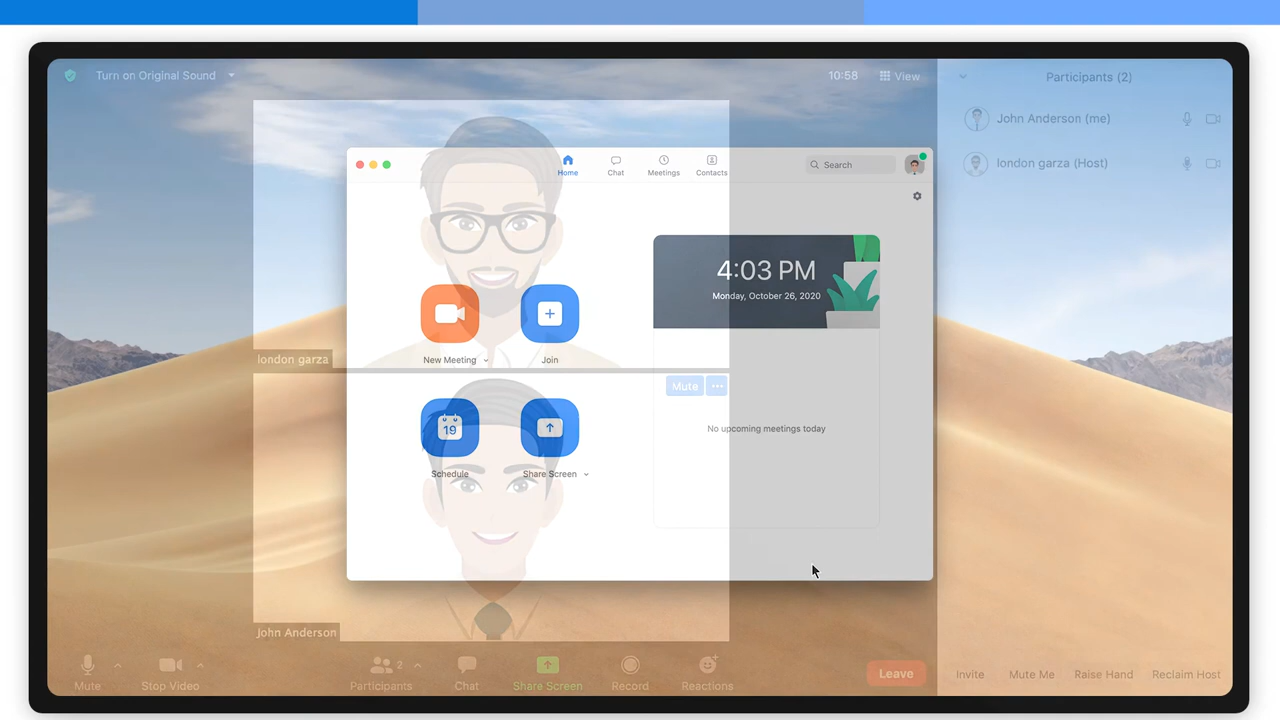 Turn on Original Sound
10:58
View
Participants (2)
John Anderson (me)
london garza (Host)
Home
Chat
Meetings
Contacts
Search
4:03 PM
Monday, October 26, 2020
New Meeting
Join
london garza
Mute
No upcoming meetings today
19
Schedule
Share Screen
John Anderson
Mute
Stop Video
2
Participants
Chat
Share Screen
Record
Reactions
Leave
Invite
Mute Me
Raise Hand
Reclaim Host